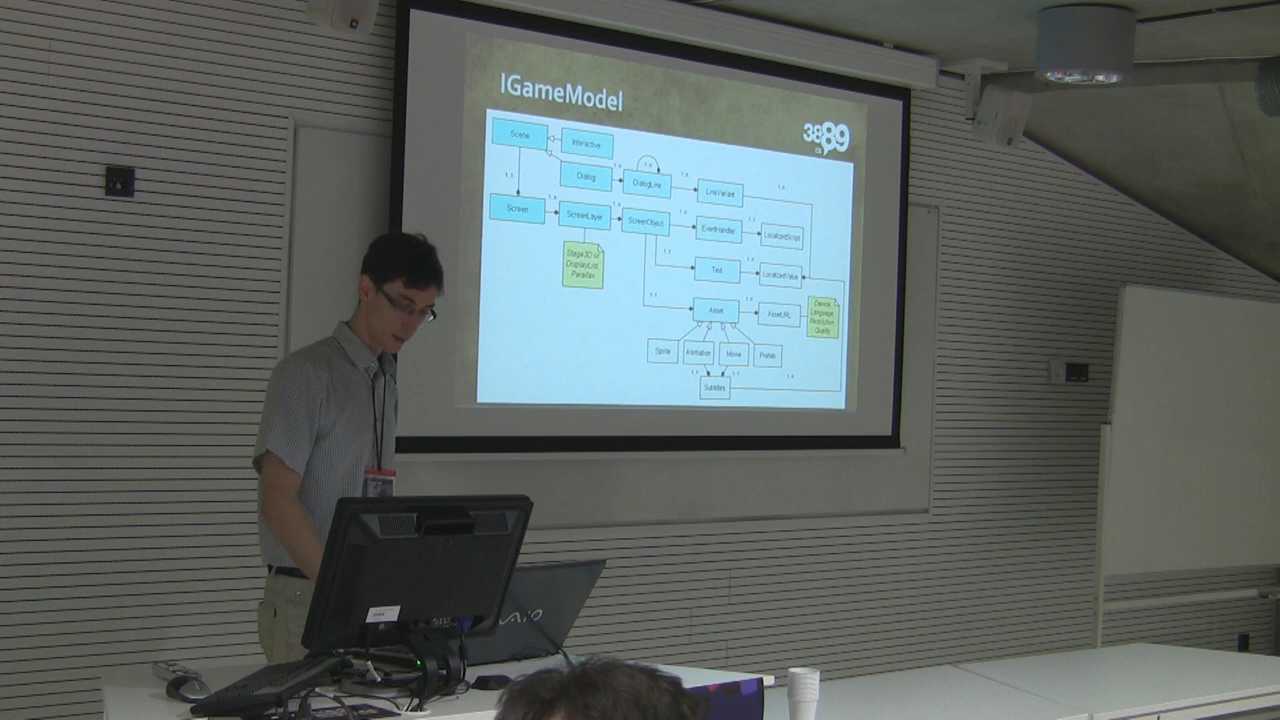 IGameModel
3889
Scene
Interactive
Dialog
DialogLine
LineVariant
Screen
ScreenLayer
ScreenObject
EventHandler
LocalizedScript
Stage3D or
DisplayList,
Parallax
Text
LocalizedValue
Asset
AssetURL
Device,
Language,
Resolution,
Quality
Sprite
Animation
Movie
Prefab
Subtitles
VAIO